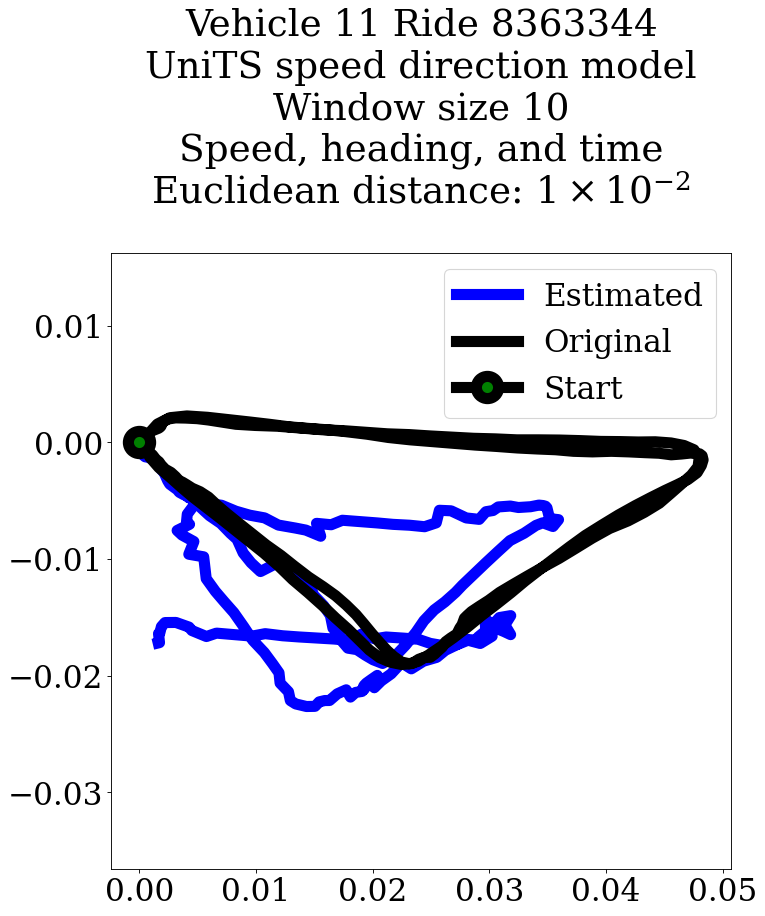 Vehicle 11 Ride 8363344
UniTS speed direction model
Window size 10
Speed, heading, and time
Euclidean distance: 1 × 10⁻²
Estimated
Original
Start
0.01
0.00
−0.01
−0.02
−0.03
0.00 0.01 0.02 0.03 0.04 0.05